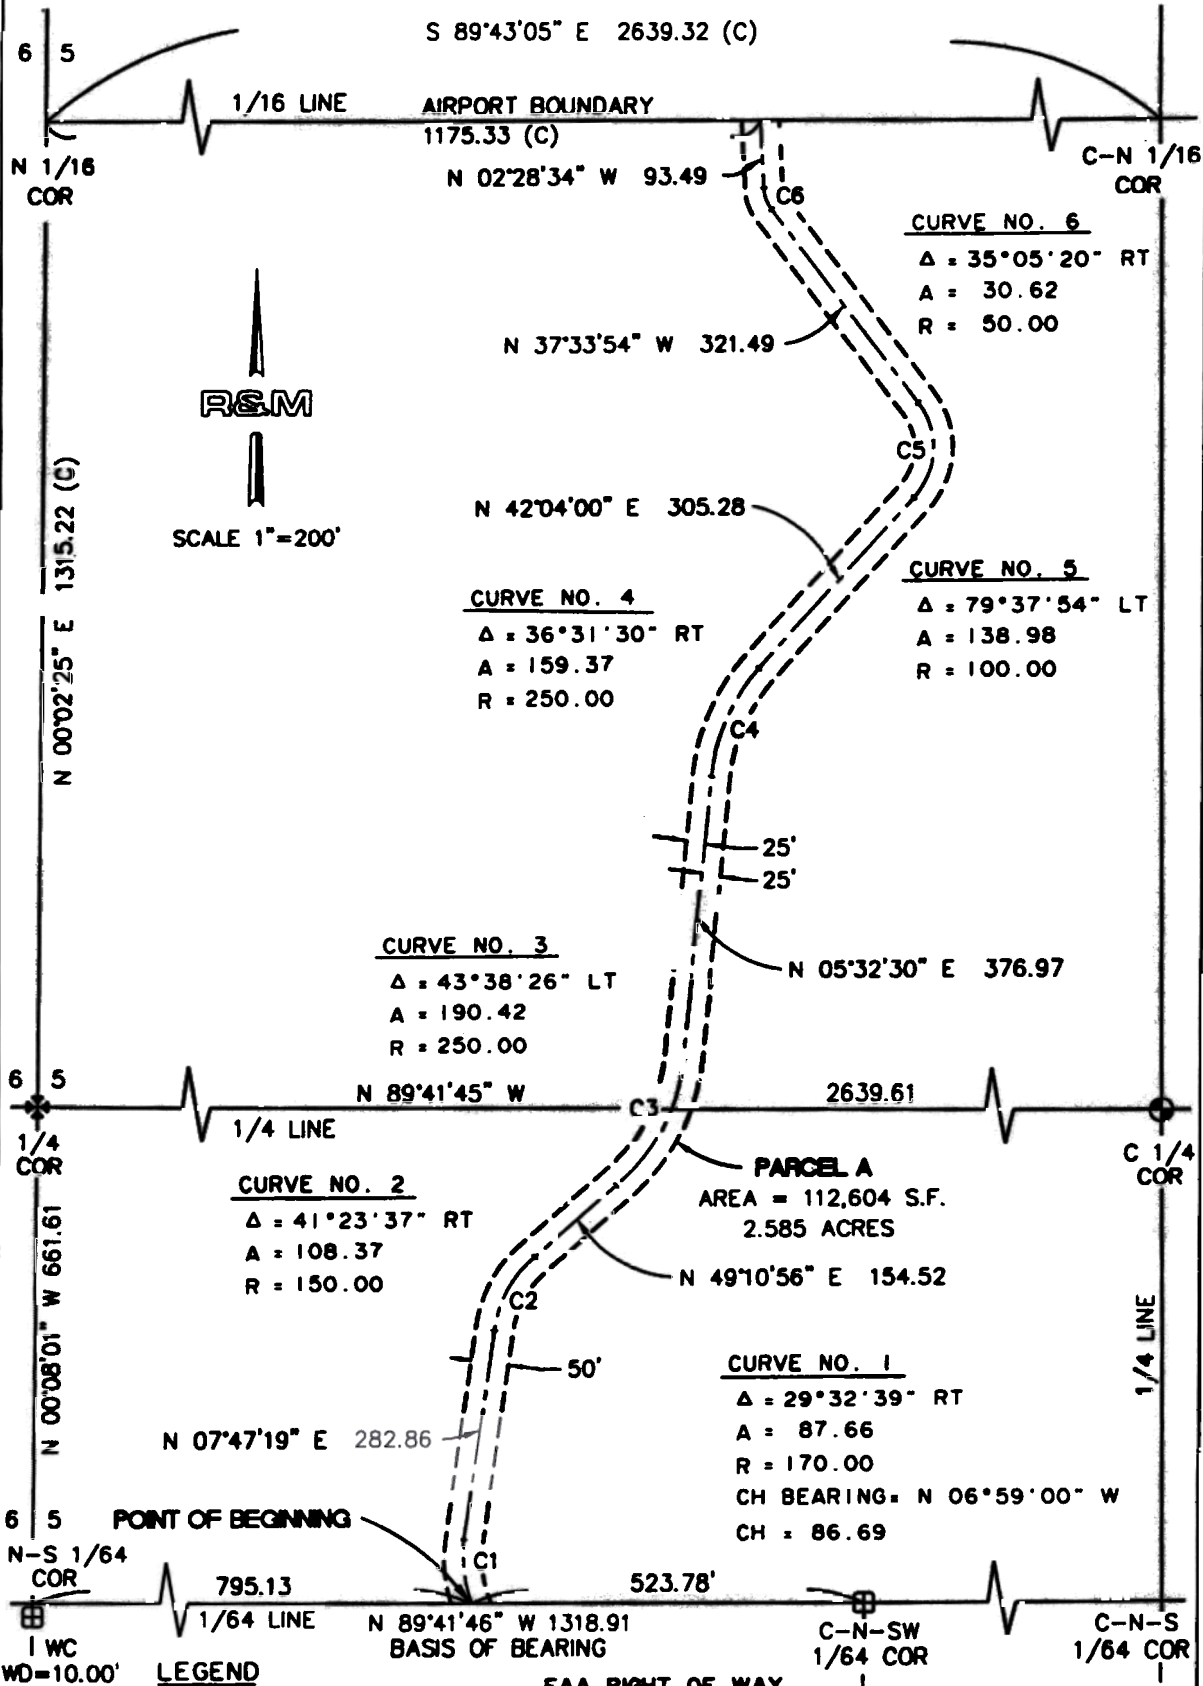 S 89°43'05" E 2639.32 (C)
6 5
1/16 LINE
AIRPORT BOUNDARY
1175.33 (C)
N 1/16
COR
C-N 1/16
COR
N 02°28'34" W 93.49
C6
CURVE NO. 6
Δ = 35°05'20" RT
A = 30.62
R = 50.00
N 37°33'54" W 321.49
R&M
SCALE 1"=200'
C5
N 00°02'25" E 1315.22 (C)
N 42°04'00" E 305.28
CURVE NO. 5
Δ = 79°37'54" LT
A = 138.98
R = 100.00
CURVE NO. 4
Δ = 36°31'30" RT
A = 159.37
R = 250.00
C4
25'
25'
CURVE NO. 3
Δ = 43°38'26" LT
A = 190.42
R = 250.00
N 05°32'30" E 376.97
6 5
N 89°41'45" W
C3
2639.61
1/4
COR
1/4 LINE
C 1/4
COR
PARCEL A
AREA = 112,604 S.F.
2.585 ACRES
CURVE NO. 2
Δ = 41°23'37" RT
A = 108.37
R = 150.00
N 49°10'56" E 154.52
C2
N 00°08'01" W 661.61
1/4 LINE
50'
CURVE NO. 1
Δ = 29°32'39" RT
A = 87.66
R = 170.00
CH BEARING= N 06°59'00" W
CH = 86.69
N 07°47'19" E 282.86
6 5
POINT OF BEGINNING
N-S 1/64
COR
C1
795.13
523.78'
1/64 LINE
N 89°41'46" W 1318.91
BASIS OF BEARING
C-N-SW
1/64 COR
C-N-S
1/64 COR
1 WC
WD=10.00'
LEGEND
FAA RIGHT OF WAY